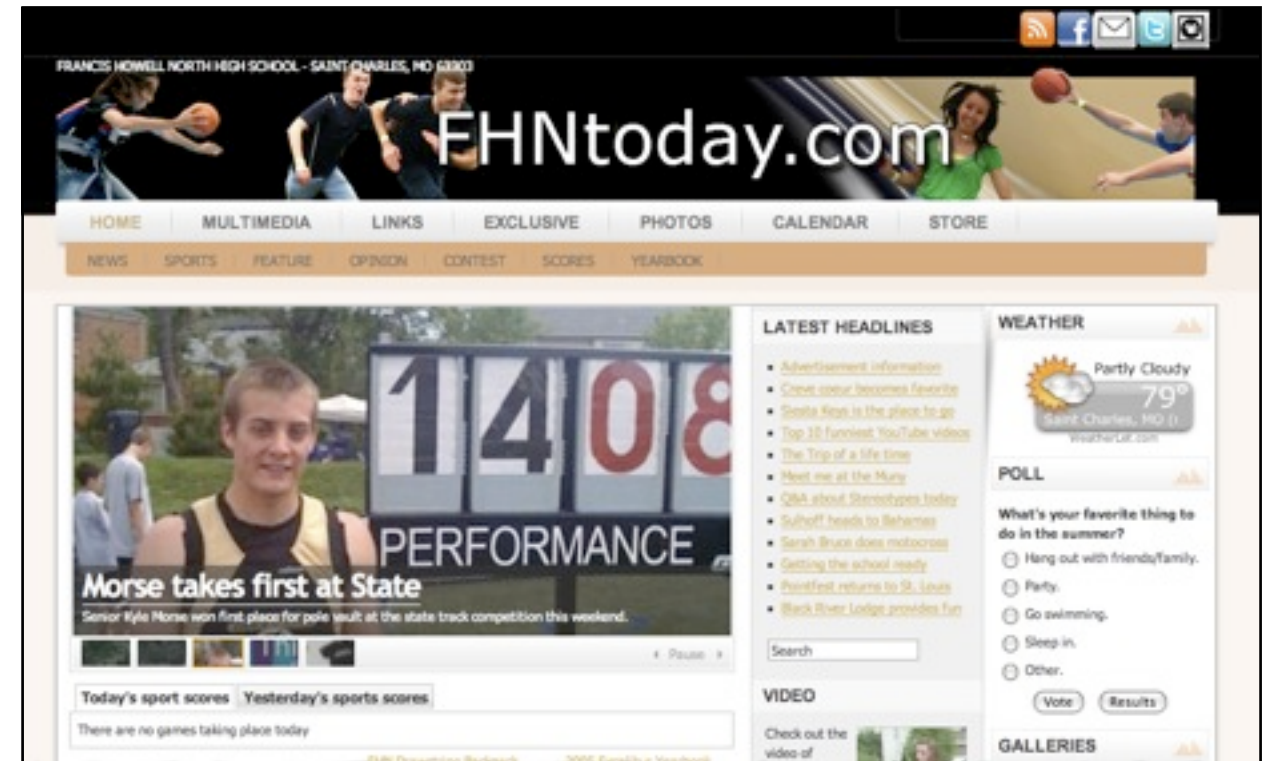 FRANCIS HOWELL NORTH HIGH SCHOOL - SAINT CHARLES, MO 63303
FHNtoday.com
HOME MULTIMEDIA LINKS EXCLUSIVE PHOTOS CALENDAR STORE
NEWS SPORTS FEATURE OPINION CONTEST SCORES YEARBOOK
1408
PERFORMANCE
Morse takes first at State
Senior Kyle Morse won first place for pole vault at the state track competition this weekend.
Pause
Today's sport scores Yesterday's sports scores
There are no games taking place today
LATEST HEADLINES
Advertisement information
Creve coeur becomes favorite
Siesta Keys is the place to go
Top 10 funniest YouTube videos
The Trip of a life time
Meet me at the Muny
Q&A about Stereotypes today
Sulhoff heads to Bahamas
Sarah Bruce does motocross
Getting the school ready
Pointfest returns to St. Louis
Black River Lodge provides fun
Search
VIDEO
Check out the
video of
WEATHER
Partly Cloudy
79°
Saint Charles, MO
WeatherLet.com
POLL
What's your favorite thing to
do in the summer?
Hang out with friends/family.
Party.
Go swimming.
Sleep in.
Other.
Vote Results
GALLERIES